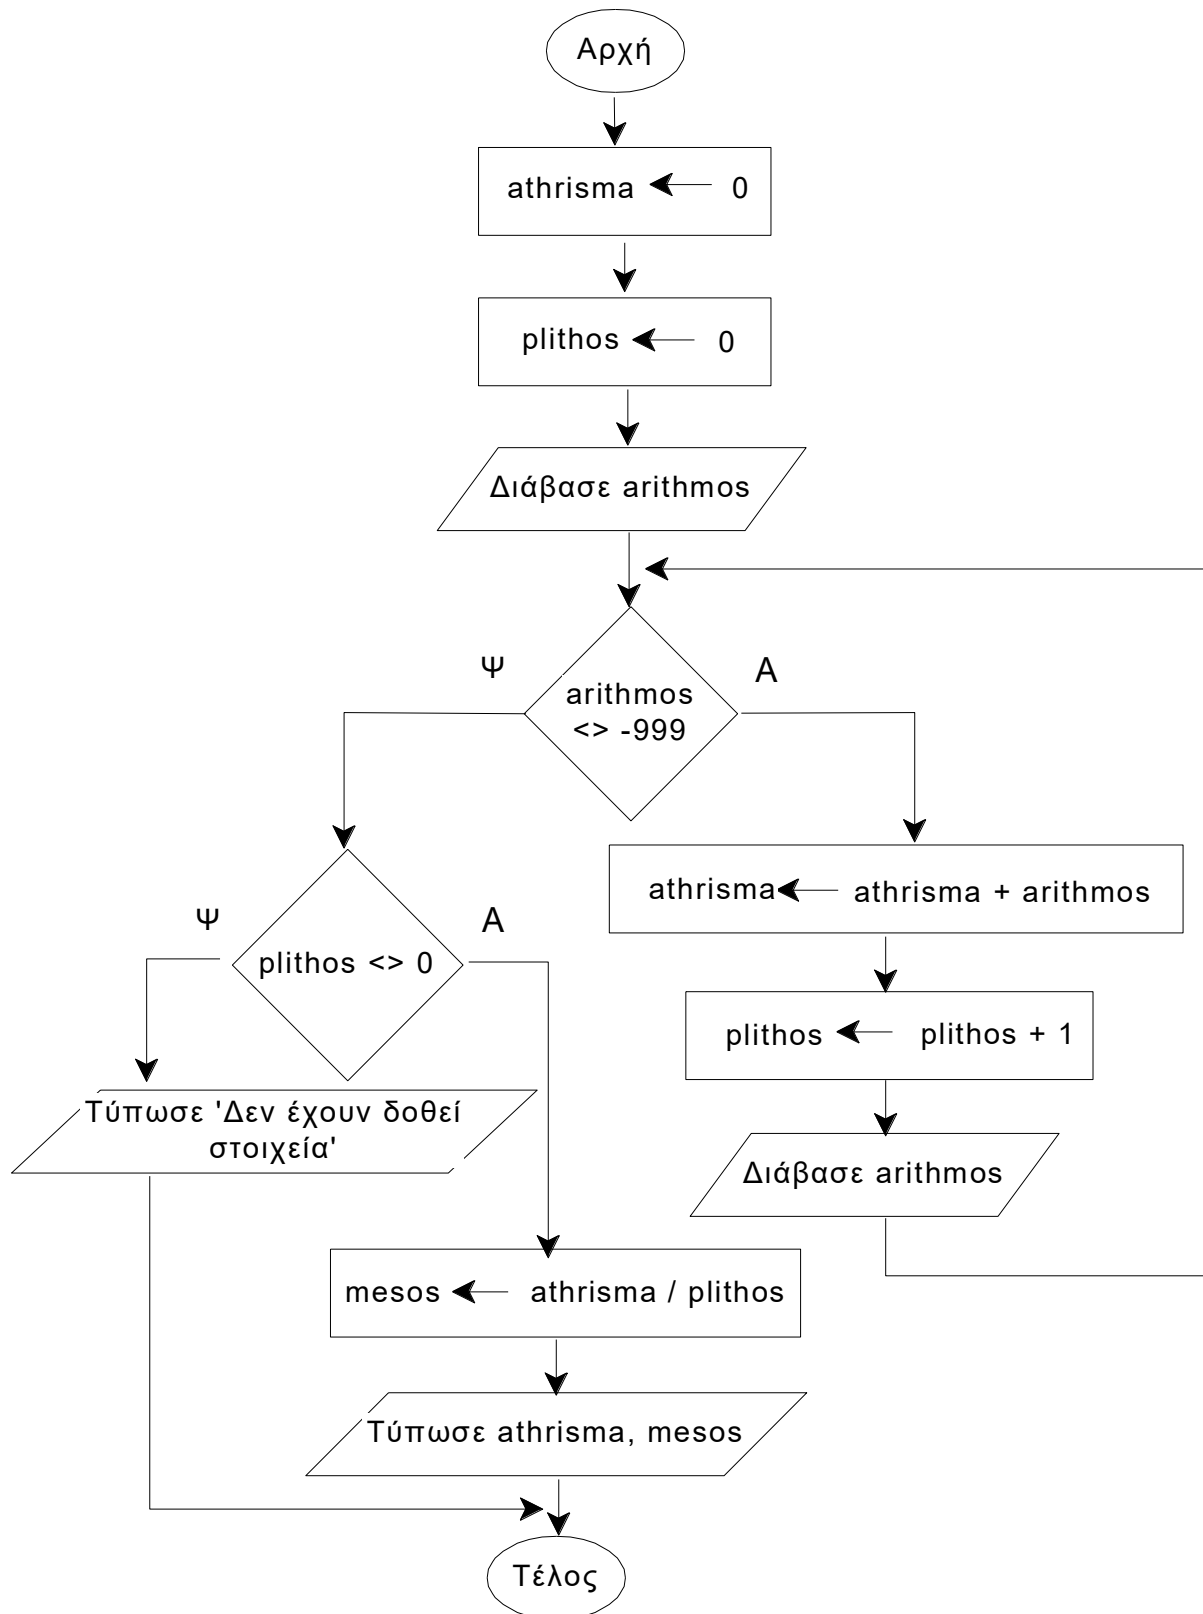 Αρχή
athrisma 0
plithos 0
Διάβασε arithmos
Ψ
Α
arithmos
<> -999
athrisma athrisma + arithmos
Ψ
Α
plithos <> 0
plithos plithos + 1
Τύπωσε 'Δεν έχουν δοθεί
στοιχεία'
Διάβασε arithmos
mesos athrisma / plithos
Τύπωσε athrisma, mesos
Τέλος